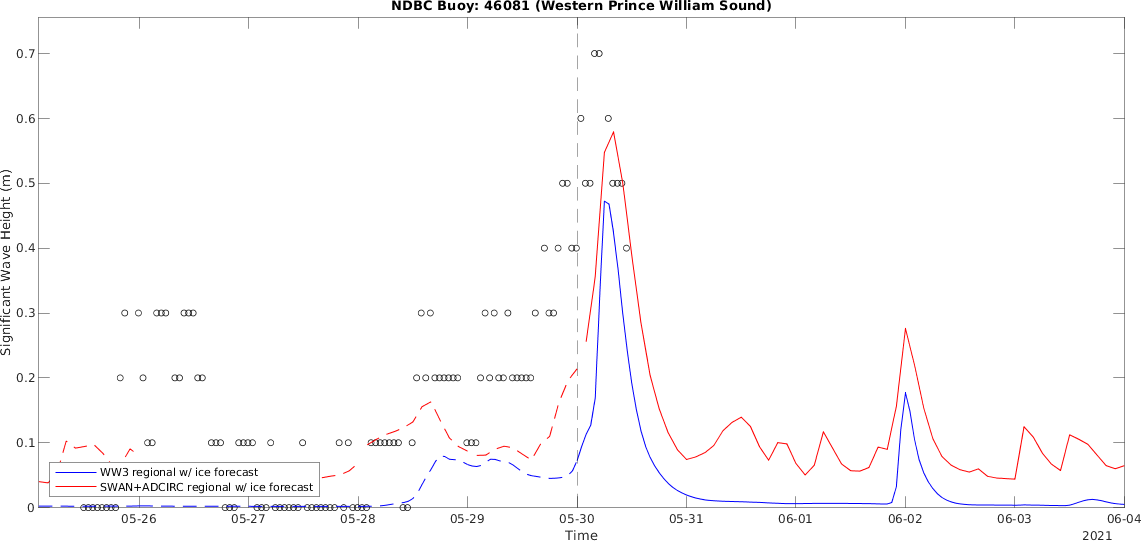 NDBC Buoy: 46081 (Western Prince William Sound)
Significant Wave Height (m)
0.7
0.6
0.5
0.4
0.3
0.2
0.1
0
WW3 regional w/ ice forecast
SWAN+ADCIRC regional w/ ice forecast
05-26 05-27 05-28 05-29 05-30 05-31 06-01 06-02 06-03 06-04
Time
2021